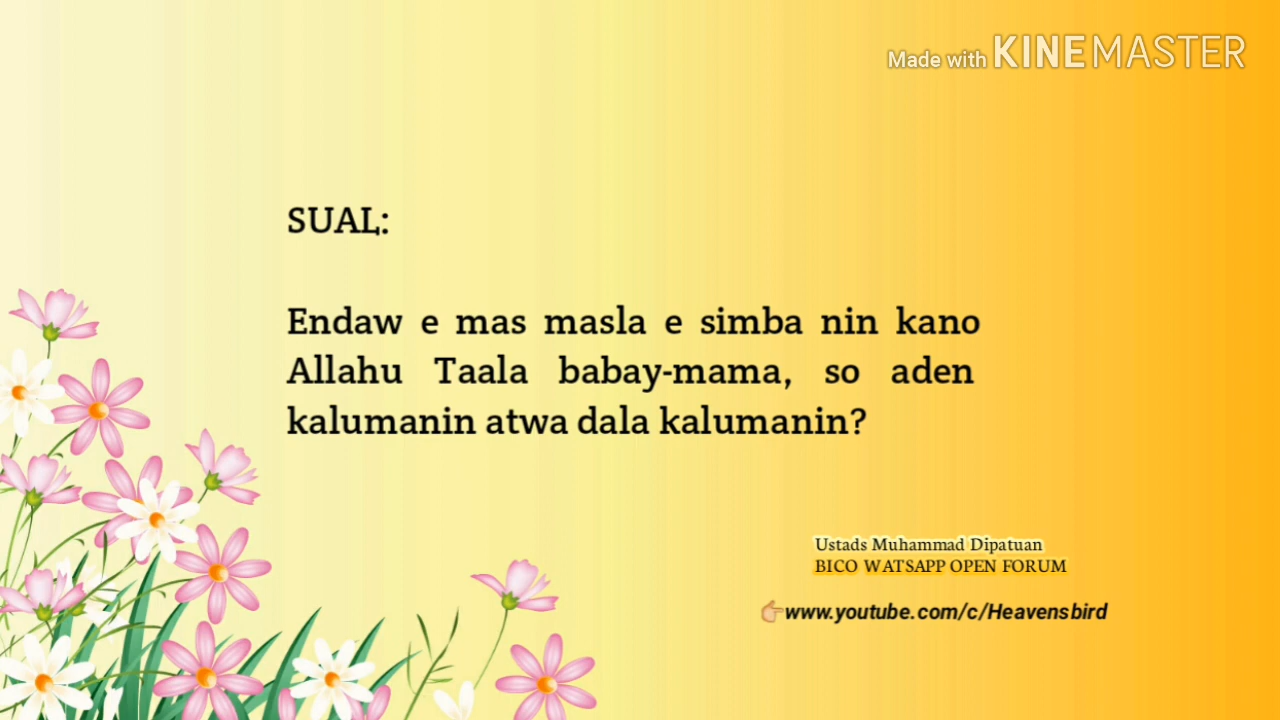 Made with KINEMASTER
SUAL:
Endaw e mas masla e simba nin kano
Allahu Taala babay-mama, so aden
kalumanin atwa dala kalumanin?
Ustads Muhammad Dipatuan
BICO WATSAPP OPEN FORUM
👉www.youtube.com/c/Heavensbird